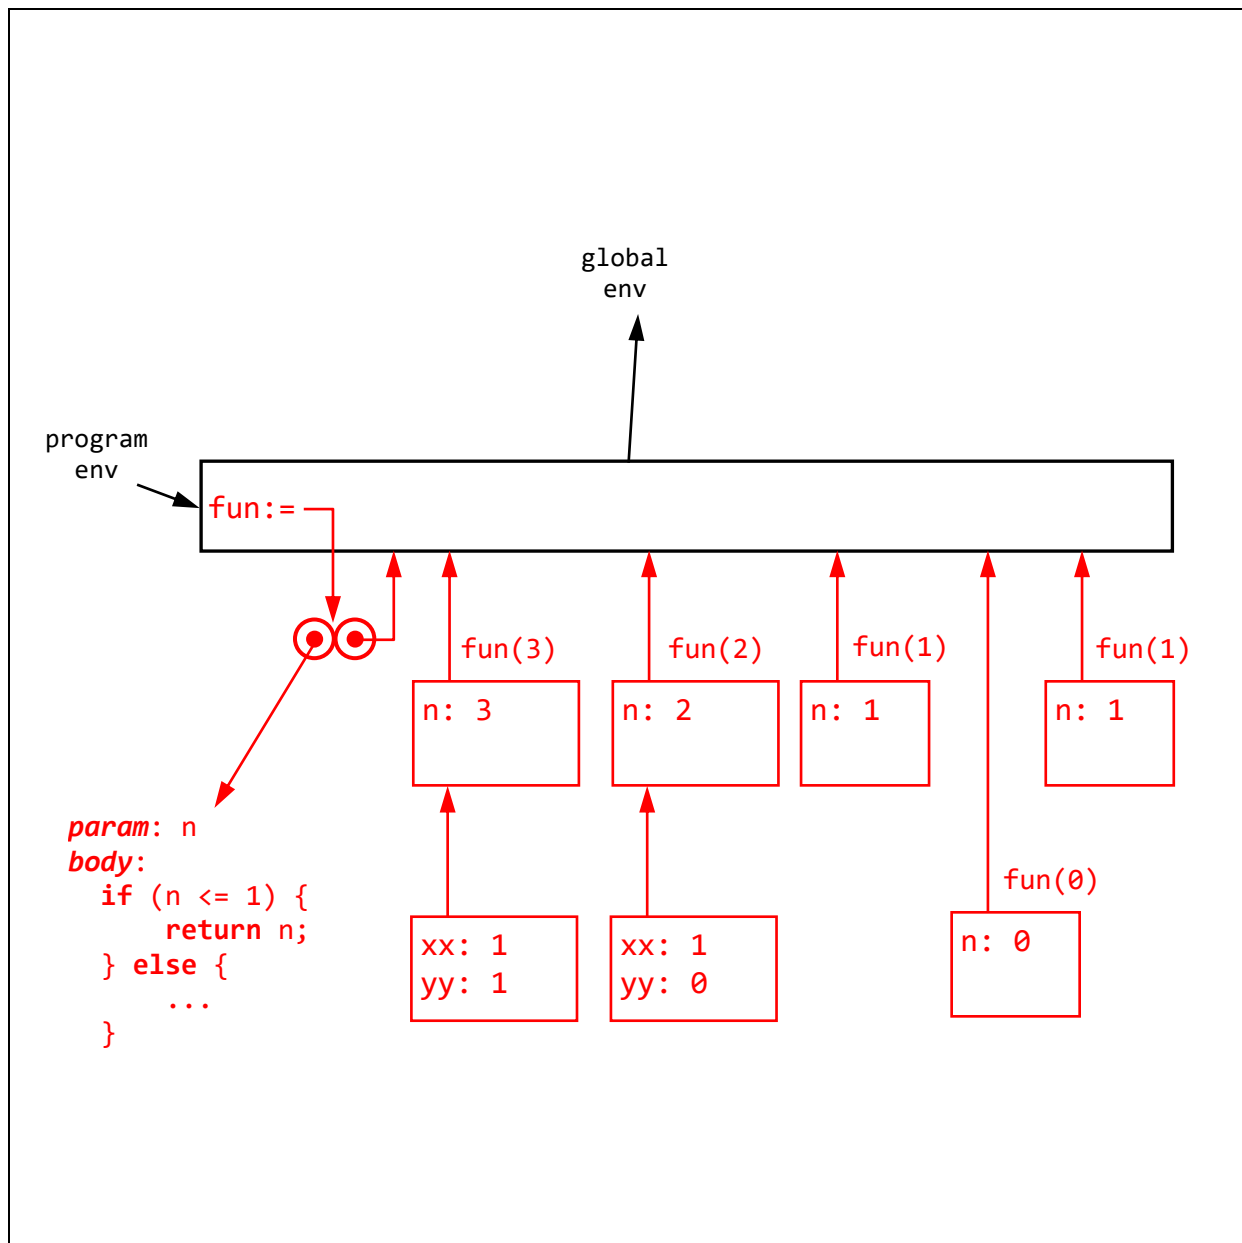 global
env
program
env
fun:=
fun(3)
fun(2)
fun(1)
fun(1)
n: 3
n: 2
n: 1
n: 1
param: n
body:
if (n <= 1) {
return n;
} else {
...
}
fun(0)
xx: 1
yy: 1
xx: 1
yy: 0
n: 0